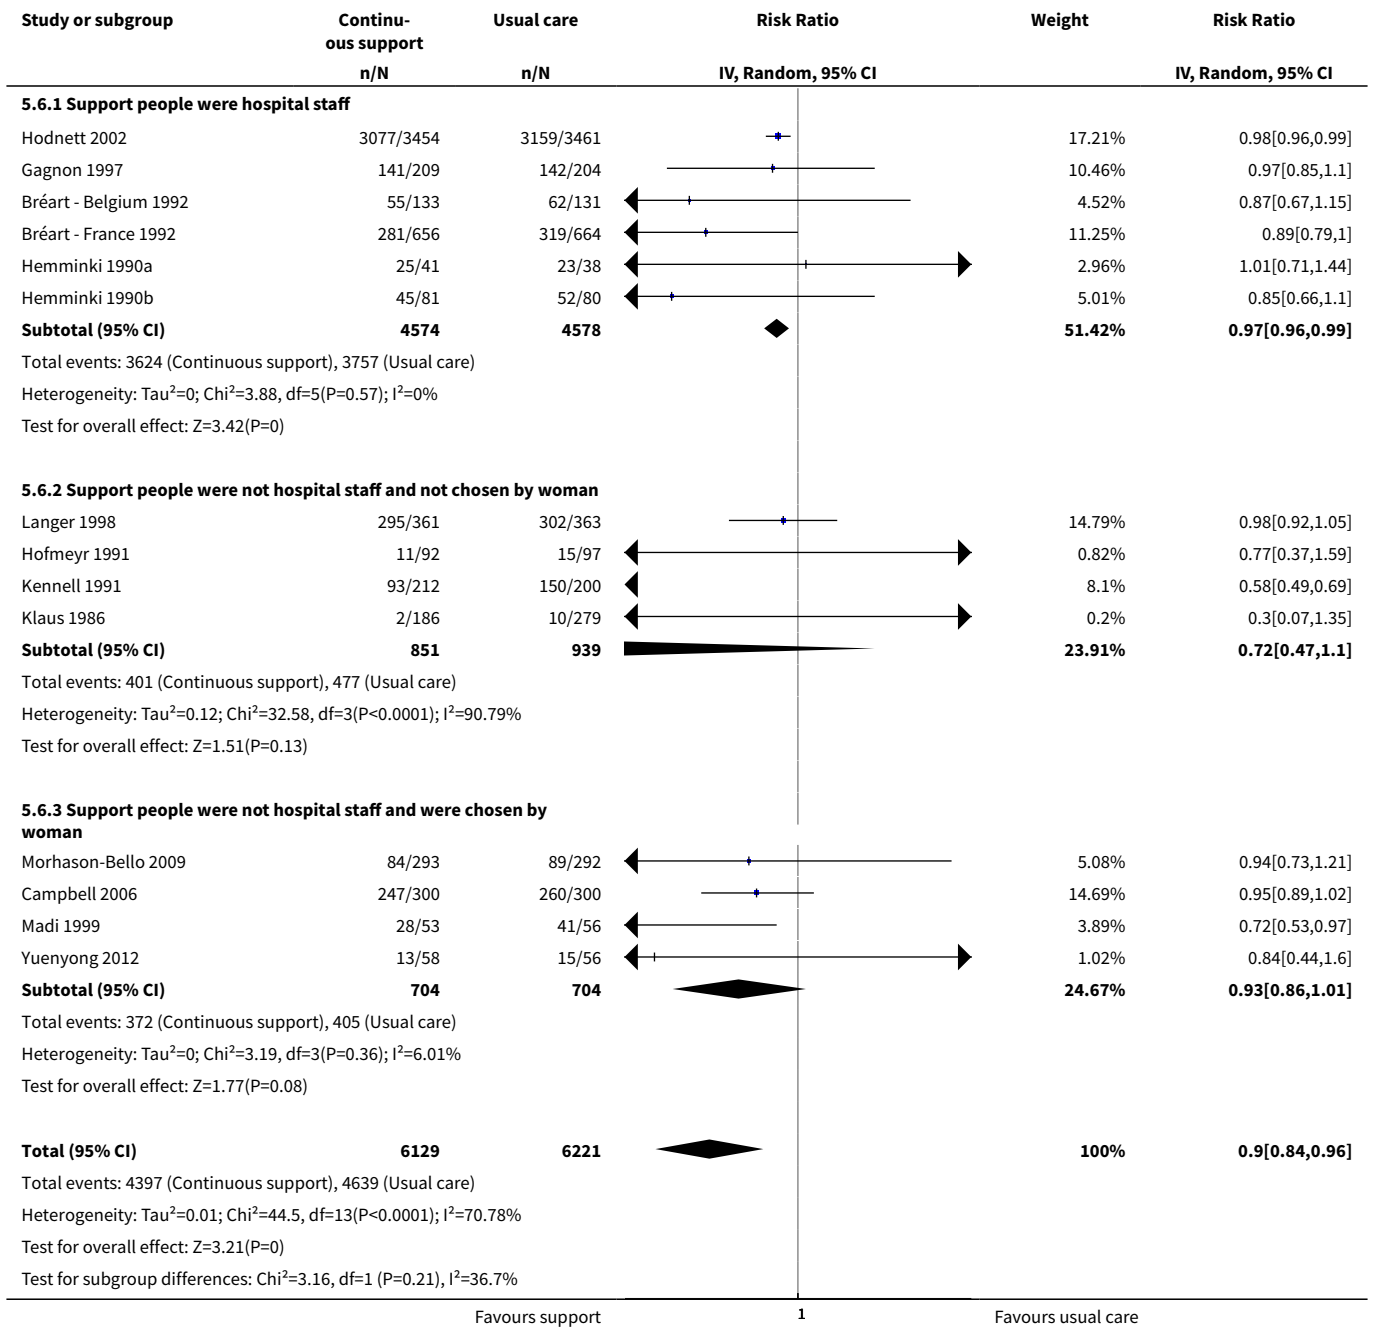 Study or subgroup Continu- Usual care Risk Ratio Weight Risk Ratio
ous support
n/N n/N IV, Random, 95% CI IV, Random, 95% CI
5.6.1 Support people were hospital staff
Hodnett 2002 3077/3454 3159/3461 17.21% 0.98[0.96,0.99]
Gagnon 1997 141/209 142/204 10.46% 0.97[0.85,1.1]
Bréart - Belgium 1992 55/133 62/131 4.52% 0.87[0.67,1.15]
Bréart - France 1992 281/656 319/664 11.25% 0.89[0.79,1]
Hemminki 1990a 25/41 23/38 2.96% 1.01[0.71,1.44]
Hemminki 1990b 45/81 52/80 5.01% 0.85[0.66,1.1]
Subtotal (95% CI) 4574 4578 51.42% 0.97[0.96,0.99]
Total events: 3624 (Continuous support), 3757 (Usual care)
Heterogeneity: Tau²=0; Chi²=3.88, df=5(P=0.57); I²=0%
Test for overall effect: Z=3.42(P=0)
5.6.2 Support people were not hospital staff and not chosen by woman
Langer 1998 295/361 302/363 14.79% 0.98[0.92,1.05]
Hofmeyr 1991 11/92 15/97 0.82% 0.77[0.37,1.59]
Kennell 1991 93/212 150/200 8.1% 0.58[0.49,0.69]
Klaus 1986 2/186 10/279 0.2% 0.3[0.07,1.35]
Subtotal (95% CI) 851 939 23.91% 0.72[0.47,1.1]
Total events: 401 (Continuous support), 477 (Usual care)
Heterogeneity: Tau²=0.12; Chi²=32.58, df=3(P<0.0001); I²=90.79%
Test for overall effect: Z=1.51(P=0.13)
5.6.3 Support people were not hospital staff and were chosen by
woman
Morhason-Bello 2009 84/293 89/292 5.08% 0.94[0.73,1.21]
Campbell 2006 247/300 260/300 14.69% 0.95[0.89,1.02]
Madi 1999 28/53 41/56 3.89% 0.72[0.53,0.97]
Yuenyong 2012 13/58 15/56 1.02% 0.84[0.44,1.6]
Subtotal (95% CI) 704 704 24.67% 0.93[0.86,1.01]
Total events: 372 (Continuous support), 405 (Usual care)
Heterogeneity: Tau²=0; Chi²=3.19, df=3(P=0.36); I²=6.01%
Test for overall effect: Z=1.77(P=0.08)
Total (95% CI) 6129 6221 100% 0.9[0.84,0.96]
Total events: 4397 (Continuous support), 4639 (Usual care)
Heterogeneity: Tau²=0.01; Chi²=44.5, df=13(P<0.0001); I²=70.78%
Test for overall effect: Z=3.21(P=0)
Test for subgroup differences: Chi²=3.16, df=1 (P=0.21), I²=36.7%
Favours support 1 Favours usual care